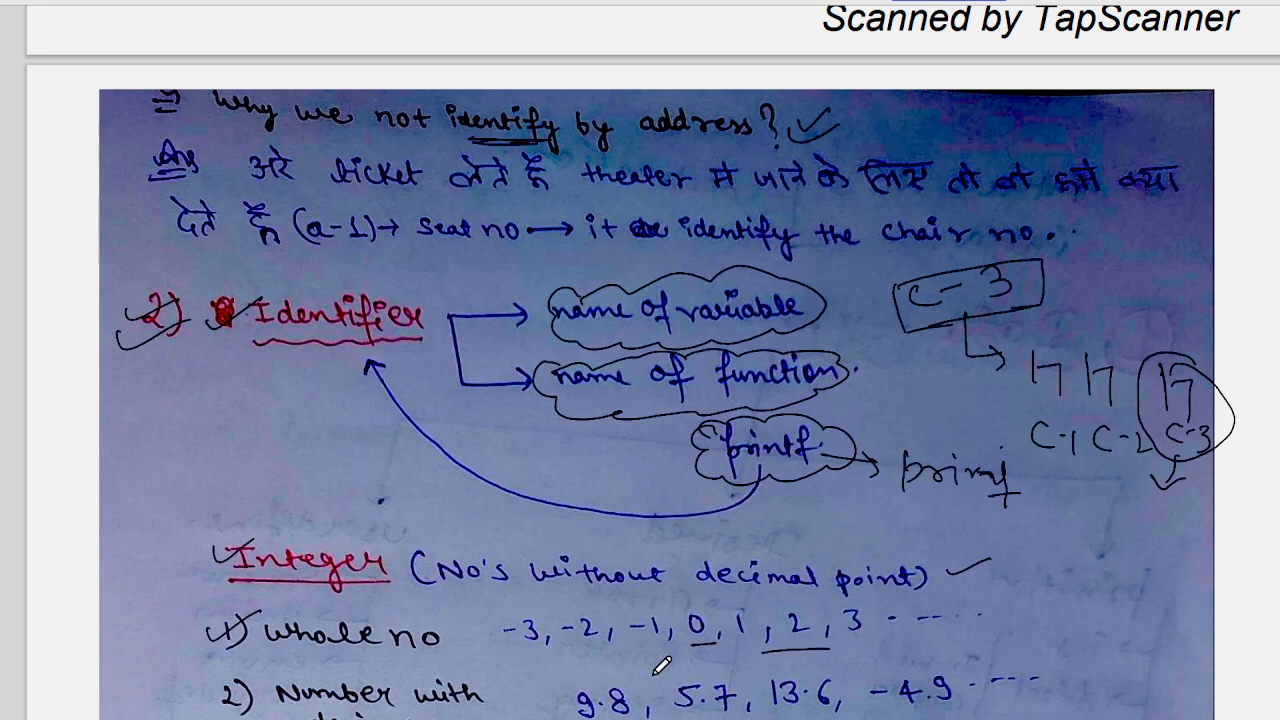 Scanned by TapScanner
Why we not identify by address?
Ans अरे ticket लेते हैं theater में जाने के लिए तो वो हमें क्या
देते हैं (a-1)→ Seat no → it identify the chair no.
2) Identifier → name of variable
→ name of function.
printf
C-3
C-1 C-2 C-3
Integer (No's without decimal point)
1) Whole no -3, -2, -1, 0, 1, 2, 3 - - - - -
2) Number with 9.8, 5.7, 13.6, -4.9 - - - -